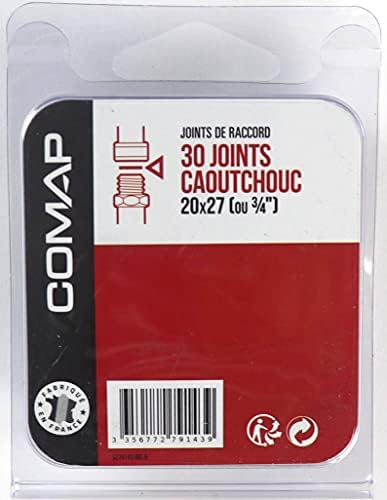 COMAP
JOINTS DE RACCORD
30 JOINTS
CAOUTCHOUC
20x27 (OU ¾")
FABRIQUÉ
EN FRANCE
3 356772 791439